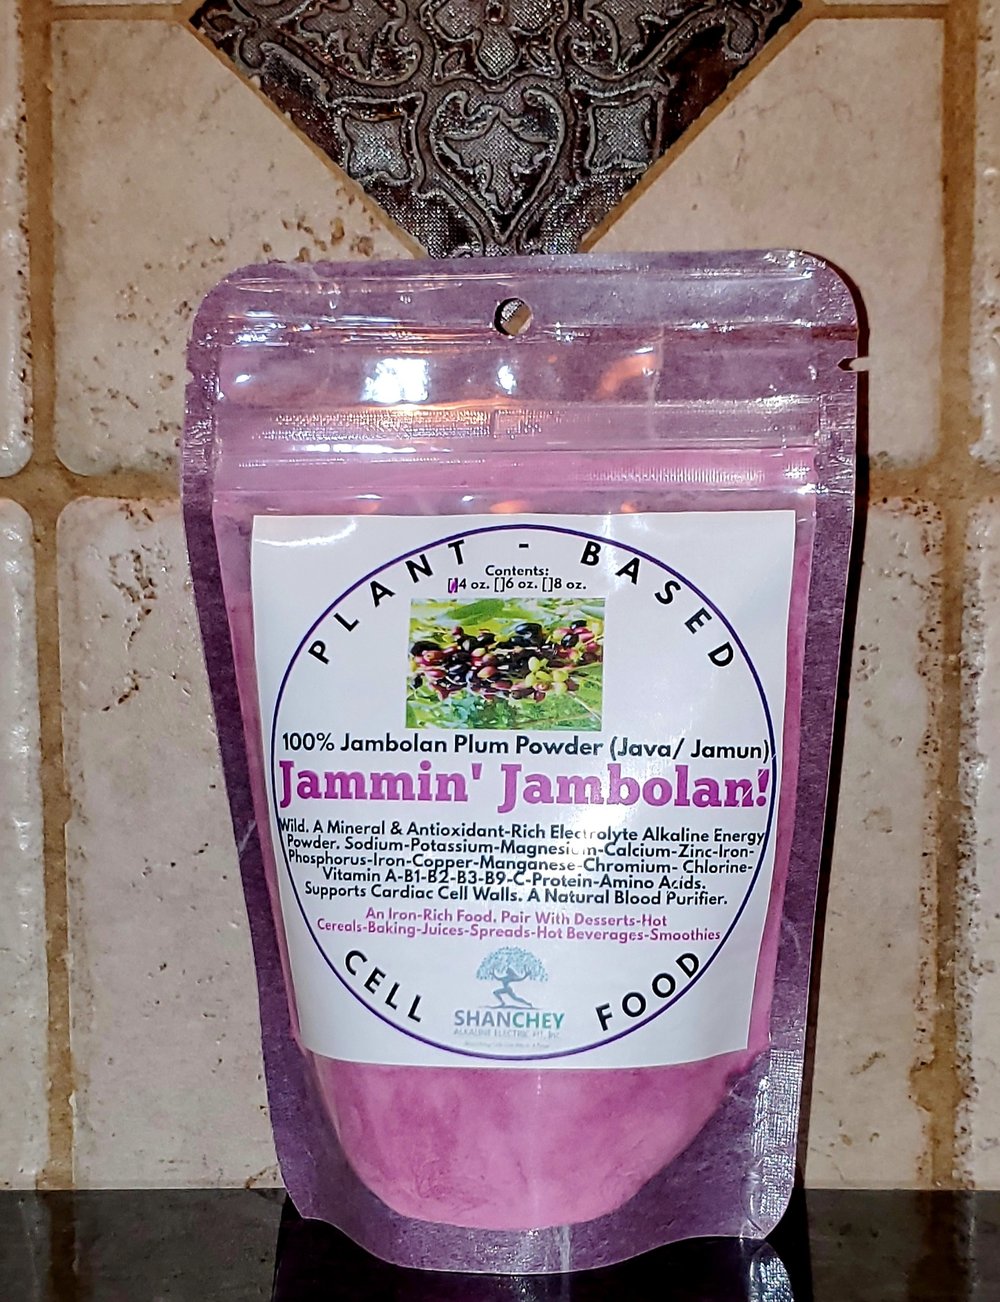 PLANT - BASED
Contents:
[]4 oz. []6 oz. []8 oz.
100% Jambolan Plum Powder (Java/ Jamun)
Jammin' Jambolan!
Wild. A Mineral & Antioxidant-Rich Electrolyte Alkaline Energy
Powder. Sodium-Potassium-Magnesium-Calcium-Zinc-Iron-
Phosphorus-Iron-Copper-Manganese-Chromium- Chlorine-
Vitamin A-B1-B2-B3-B9-C-Protein-Amino Acids.
Supports Cardiac Cell Walls. A Natural Blood Purifier.
An Iron-Rich Food. Pair With Desserts-Hot
Cereals-Baking-Juices-Spreads-Hot Beverages-Smoothies
CELL FOOD
SHANCHEY
ALKALINE ELECTRIC